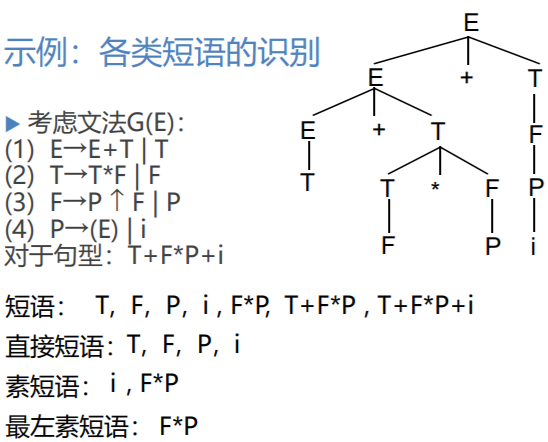 示例：各类短语的识别
▶ 考虑文法G(E)：
(1) E→E+T | T
(2) T→T*F | F
(3) F→P↑F | P
(4) P→(E) | i
对于句型：T+F*P+i
E
E + T
E + T F
T T * F P
F P i
短语： T, F, P, i , F*P, T+F*P , T+F*P+i
直接短语：T, F, P, i
素短语： i , F*P
最左素短语： F*P